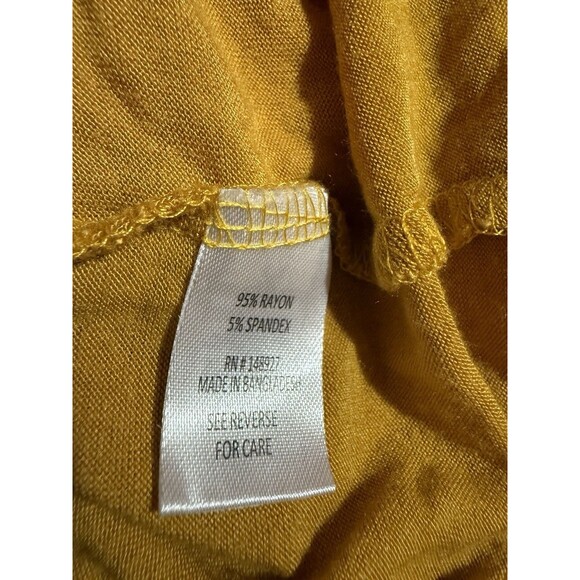 95% RAYON
5% SPANDEX
RN # 148927
MADE IN BANGLADESH
SEE REVERSE
FOR CARE